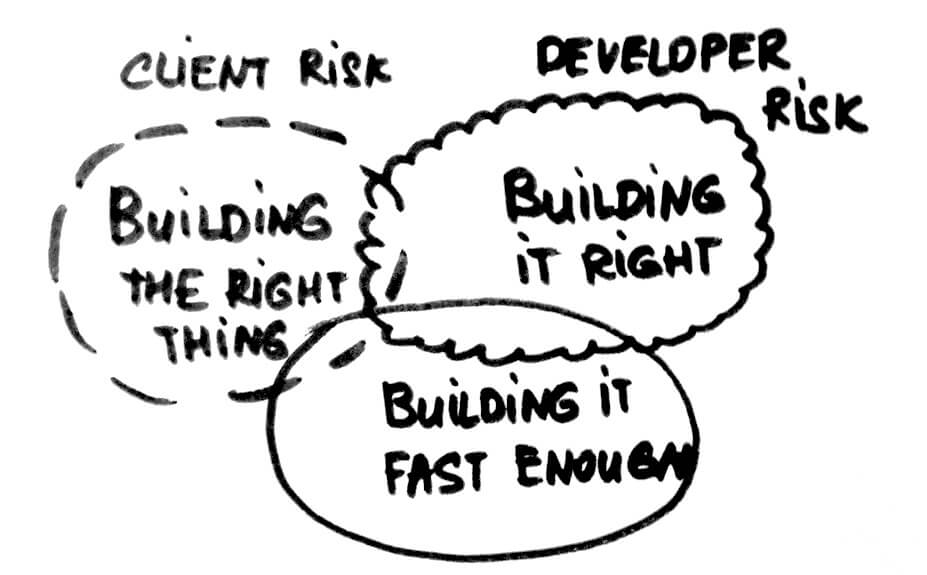 CLIENT RiSK
DEVELOPER
RiSK
BuiLDiNG
THE RiGHT
THiNG
BuiLDiNG
iT RiGHT
BuiLDiNG iT
FAST ENOUGH